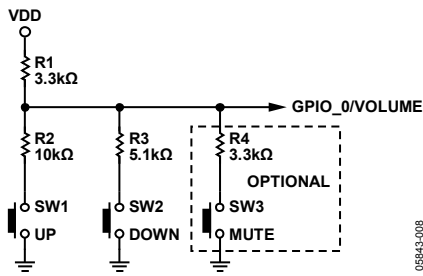 VDD
R1
3.3kΩ
GPIO_0/VOLUME
R2
10kΩ
R3
5.1kΩ
R4
3.3kΩ
OPTIONAL
SW1
SW2
SW3
UP
DOWN
MUTE
05843-008